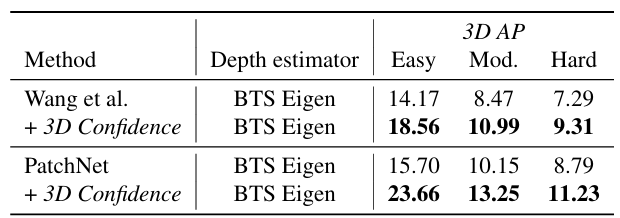 3D AP
Method Depth estimator Easy Mod. Hard
Wang et al. BTS Eigen 14.17 8.47 7.29
+ 3D Confidence BTS Eigen 18.56 10.99 9.31
PatchNet BTS Eigen 15.70 10.15 8.79
+ 3D Confidence BTS Eigen 23.66 13.25 11.23